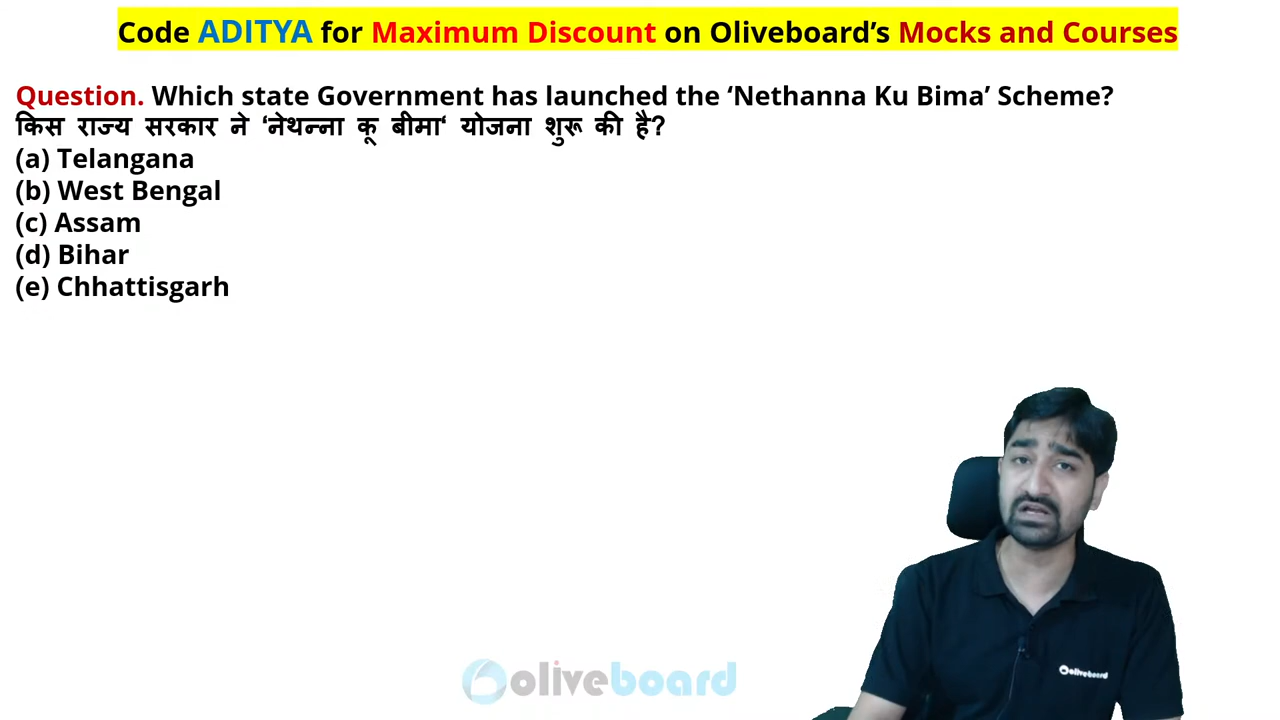 Code ADITYA for Maximum Discount on Oliveboard’s Mocks and Courses
Question. Which state Government has launched the ‘Nethanna Ku Bima’ Scheme?
किस राज्य सरकार ने ‘नेथन्ना कू बीमा‘ योजना शुरू की है?
(a) Telangana
(b) West Bengal
(c) Assam
(d) Bihar
(e) Chhattisgarh
oliveboard
oliveboard